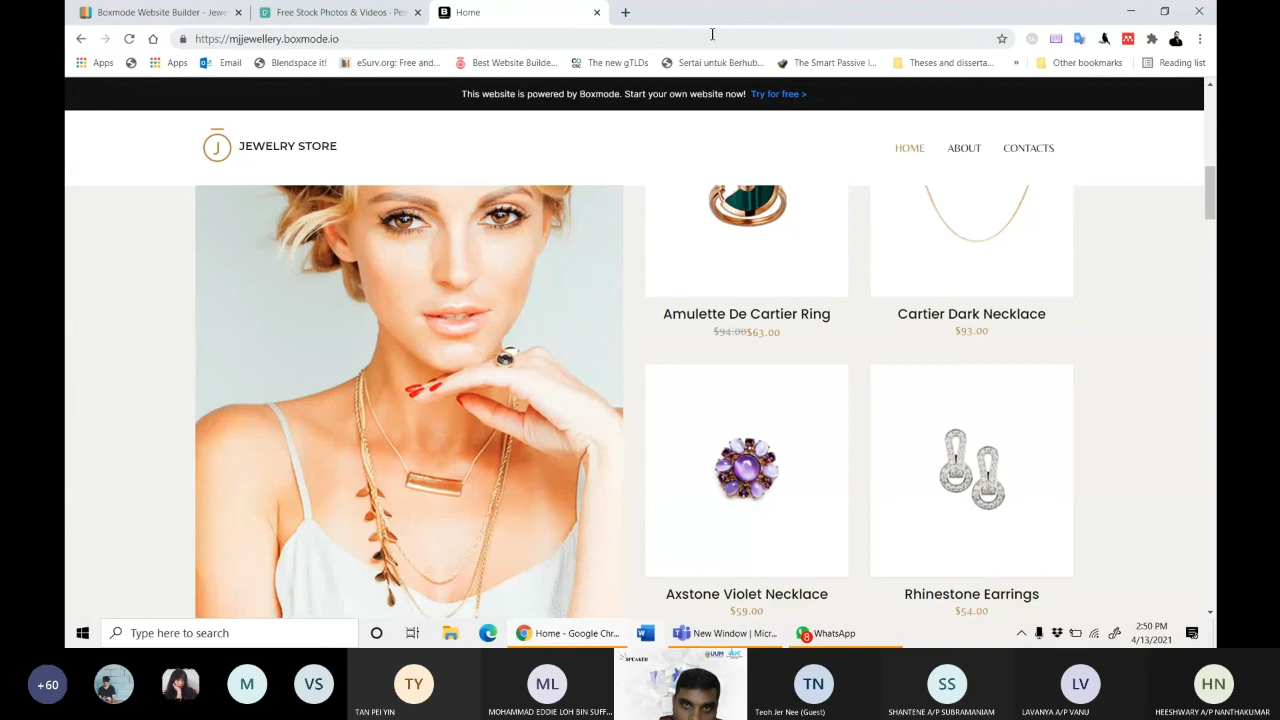 Boxmode Website Builder - Jewe
Free Stock Photos & Videos - Pex
Home
https://mjjewellery.boxmode.io
Apps
Apps
Email
Blendspace it!
eSurv.org: Free and...
Best Website Builde...
The new gTLDs
Sertai untuk Berhub...
The Smart Passive I...
Theses and disserta...
»
Other bookmarks
Reading list
This website is powered by Boxmode. Start your own website now! Try for free >
J JEWELRY STORE
HOME ABOUT CONTACTS
Amulette De Cartier Ring
$94.00$63.00
Cartier Dark Necklace
$93.00
Axstone Violet Necklace
$59.00
Rhinestone Earrings
$54.00
Type here to search
Home - Google Chr...
New Window | Micr...
8 WhatsApp
2:50 PM
4/13/2021
+60
M
VS
TY
TAN PEI YIN
ML
MOHAMMAD EDDIE LOH BIN SUFF...
SPEAKER
UUM
TN
Teoh Jer Nee (Guest)
SS
SHANTENE A/P SUBRAMANIAM
LV
LAVANYA A/P VANU
HN
HEESHWARY A/P NANTHAKUMAR